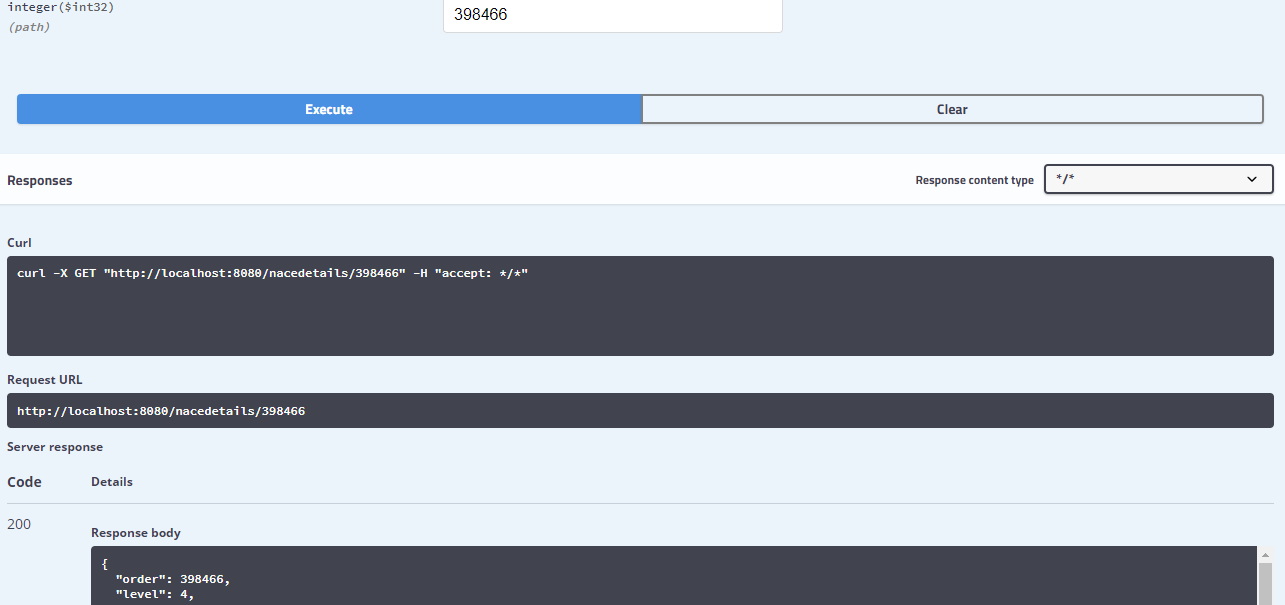 integer($int32)
(path)
398466
Execute
Clear
Responses
Response content type
*/*
Curl
curl -X GET "http://localhost:8080/nacedetails/398466" -H "accept: */*"
Request URL
http://localhost:8080/nacedetails/398466
Server response
Code
Details
200
Response body
{
"order": 398466,
"level": 4,